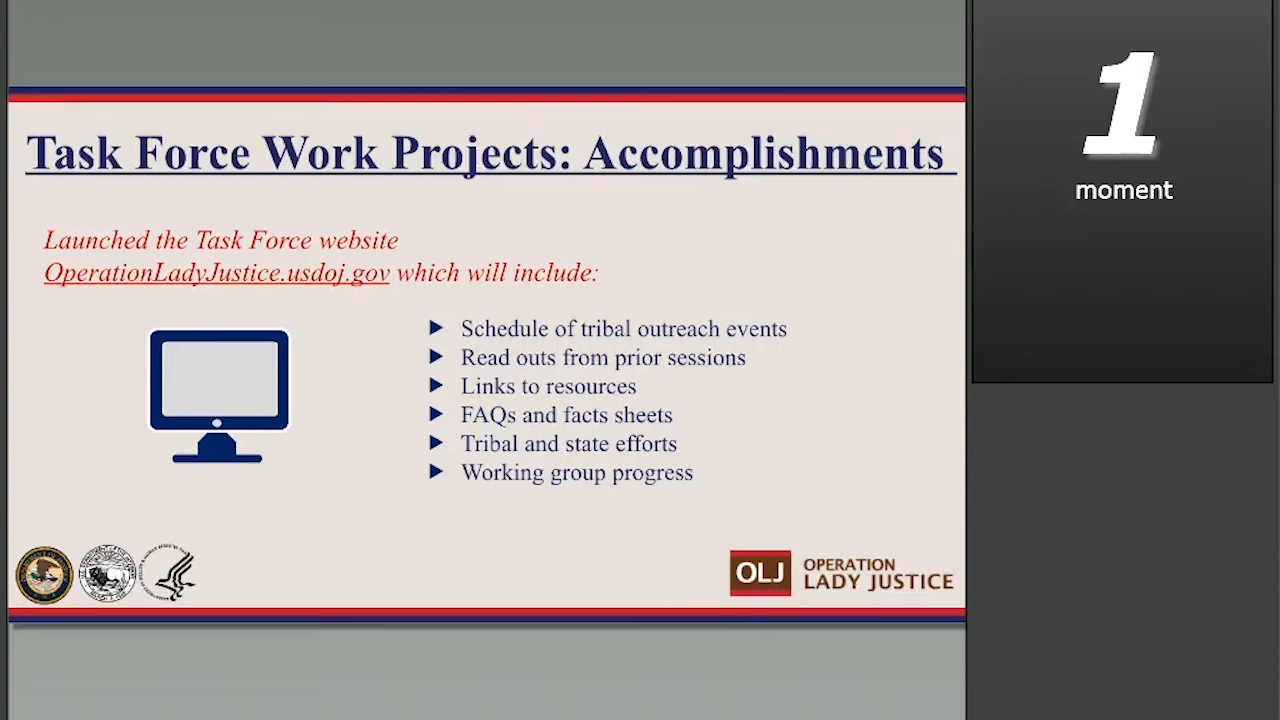 Task Force Work Projects: Accomplishments
Launched the Task Force website
OperationLadyJustice.usdoj.gov which will include:
Schedule of tribal outreach events
Read outs from prior sessions
Links to resources
FAQs and facts sheets
Tribal and state efforts
Working group progress
OLJ
OPERATION
LADY JUSTICE
1
moment